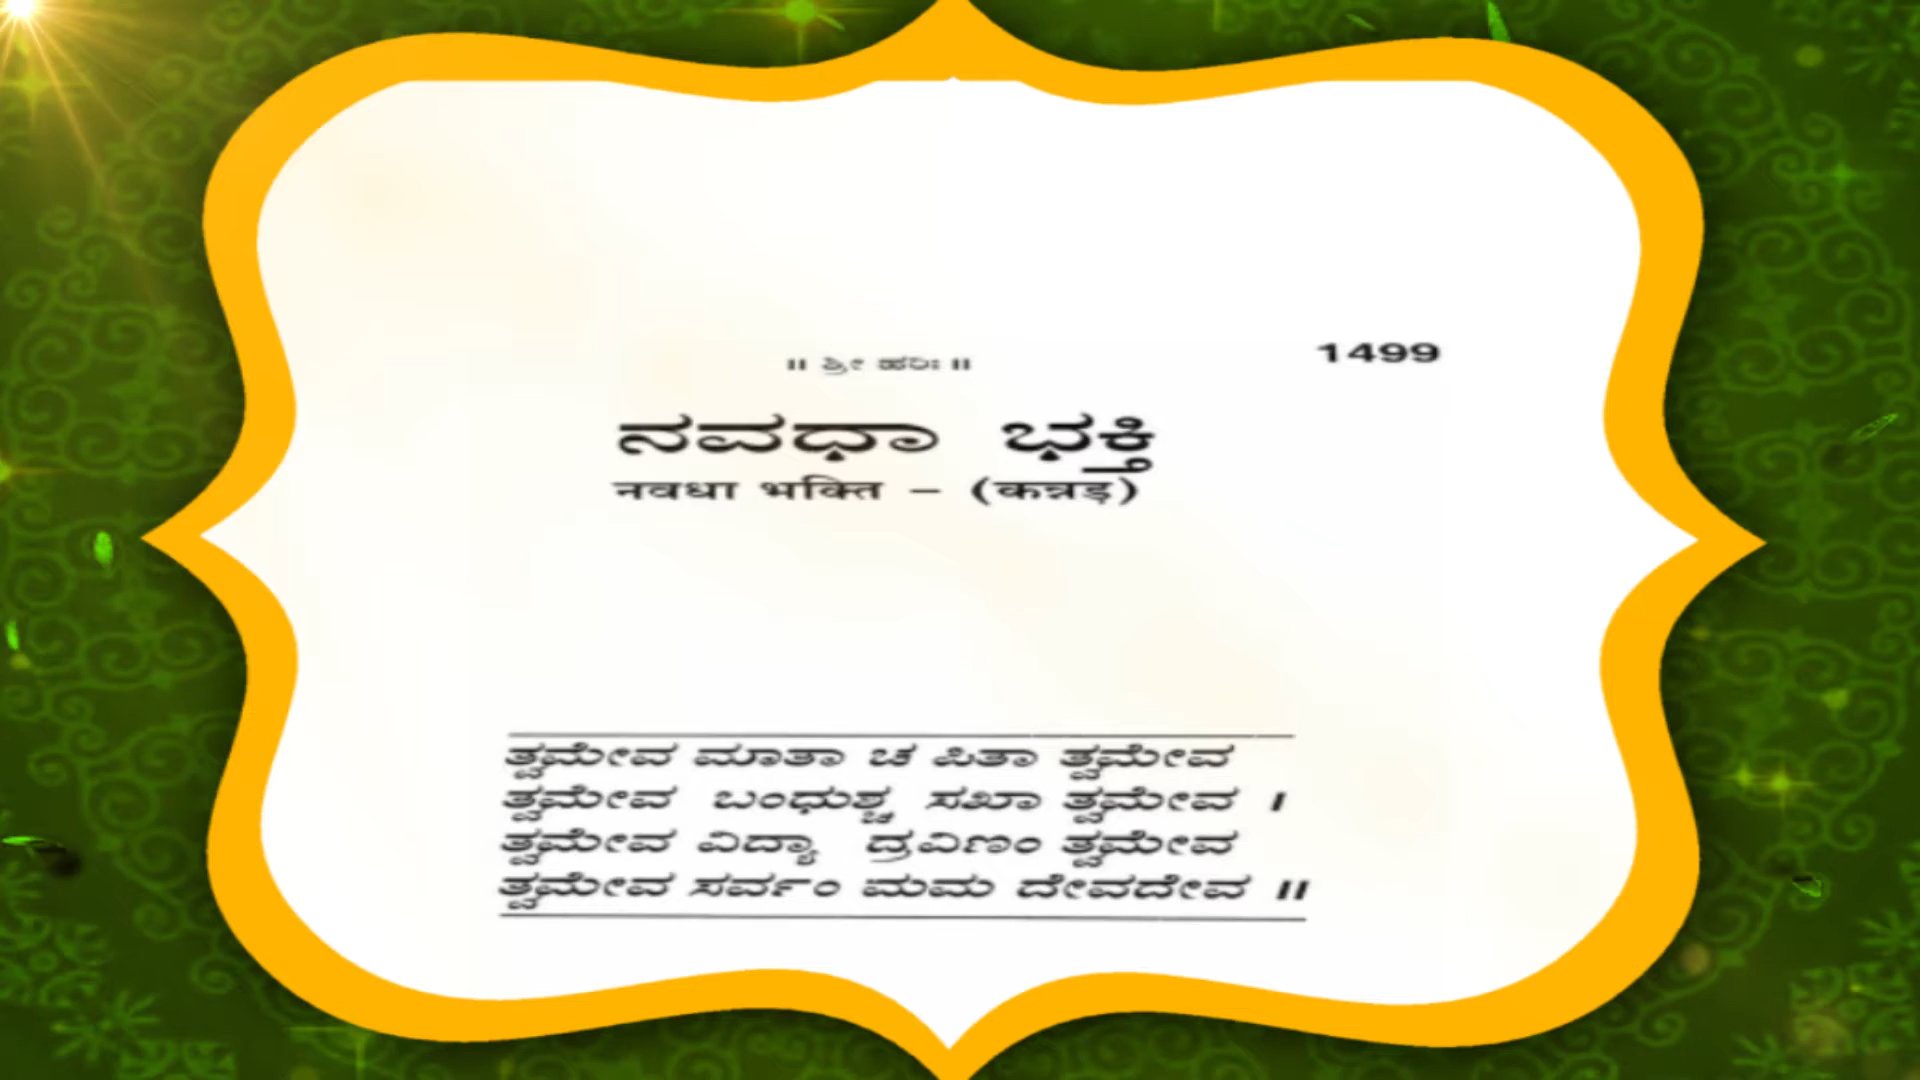 ॥ ಶ್ರೀ ಹರಿಃ ॥
1499
ನವಧಾ ಭಕ್ತಿ
नवधा भक्ति – (कन्नड़)
ತ್ವಮೇವ ಮಾತಾ ಚ ಪಿತಾ ತ್ವಮೇವ
ತ್ವಮೇವ ಬಂಧುಶ್ಚ ಸಖಾ ತ್ವಮೇವ ।
ತ್ವಮೇವ ವಿದ್ಯಾ ದ್ರವಿಣಂ ತ್ವಮೇವ
ತ್ವಮೇವ ಸರ್ವಂ ಮಮ ದೇವದೇವ ॥